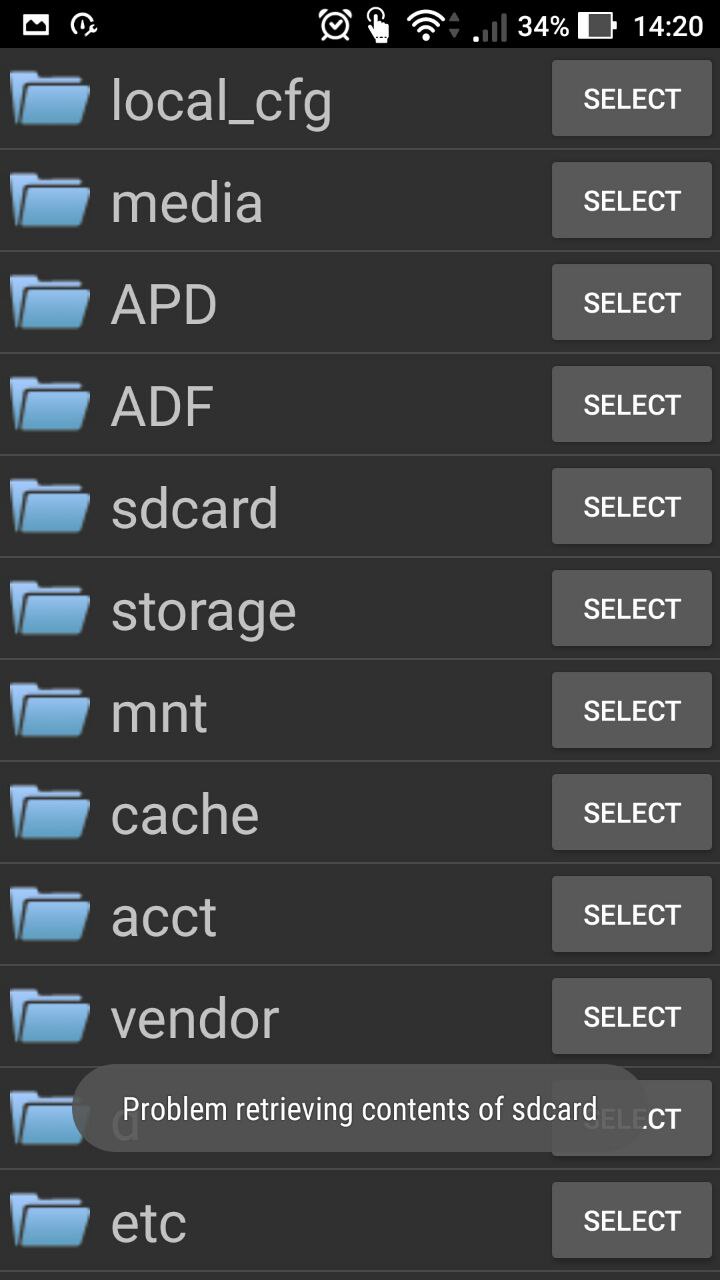 34% 14:20
local_cfg SELECT
media SELECT
APD SELECT
ADF SELECT
sdcard SELECT
storage SELECT
mnt SELECT
cache SELECT
acct SELECT
vendor SELECT
d SELECT
Problem retrieving contents of sdcard
etc SELECT